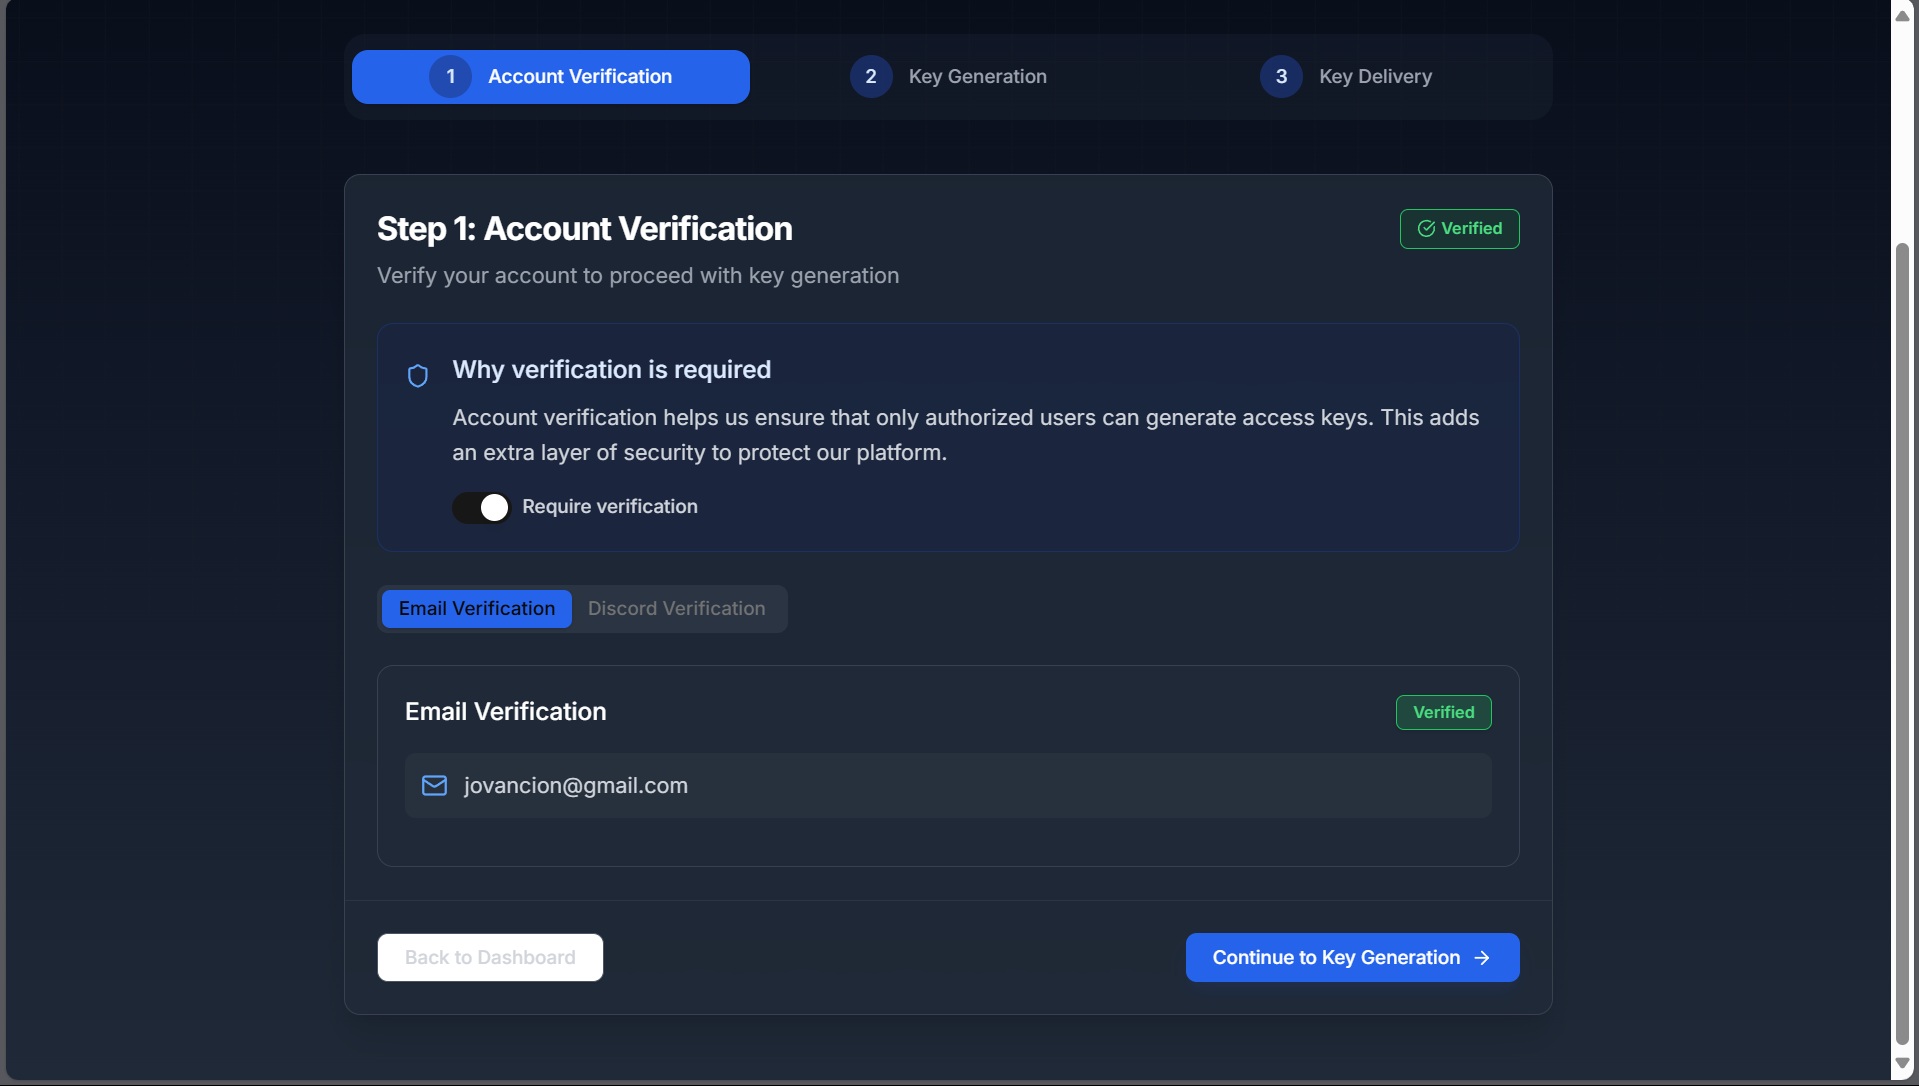 1 Account Verification
2 Key Generation
3 Key Delivery
Step 1: Account Verification
Verified
Verify your account to proceed with key generation
Why verification is required
Account verification helps us ensure that only authorized users can generate access keys. This adds
an extra layer of security to protect our platform.
Require verification
Email Verification
Discord Verification
Email Verification
Verified
jovancion@gmail.com
Back to Dashboard
Continue to Key Generation →